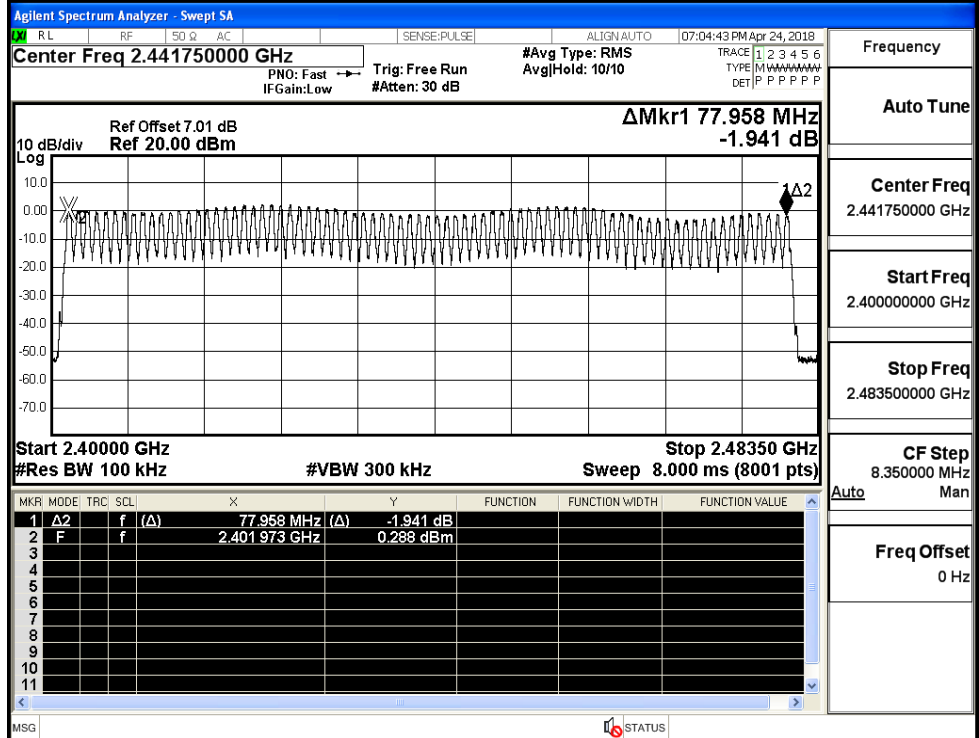 Agilent Spectrum Analyzer - Swept SA
LXI RL RF 50 Ω AC SENSE:PULSE ALIGN AUTO 07:04:43 PM Apr 24, 2018
Center Freq 2.441750000 GHz
PNO: Fast
IFGain:Low
Trig: Free Run
#Atten: 30 dB
#Avg Type: RMS
Avg|Hold: 10/10
TRACE 1 2 3 4 5 6
TYPE M WWWWW
DET P P P P P P
Ref Offset 7.01 dB
10 dB/div Ref 20.00 dBm
Log
ΔMkr1 77.958 MHz
-1.941 dB
10.0
0.00
-10.0
-20.0
-30.0
-40.0
-50.0
-60.0
-70.0
2
1Δ2
Start 2.40000 GHz Stop 2.48350 GHz
#Res BW 100 kHz #VBW 300 kHz Sweep 8.000 ms (8001 pts)
MKR MODE TRC SCL X Y FUNCTION FUNCTION WIDTH FUNCTION VALUE
1 Δ2 f (Δ) 77.958 MHz (Δ) -1.941 dB
2 F f 2.401 973 GHz 0.288 dBm
3
4
5
6
7
8
9
10
11
MSG STATUS
Frequency
Auto Tune
Center Freq
2.441750000 GHz
Start Freq
2.400000000 GHz
Stop Freq
2.483500000 GHz
CF Step
8.350000 MHz
Auto Man
Freq Offset
0 Hz